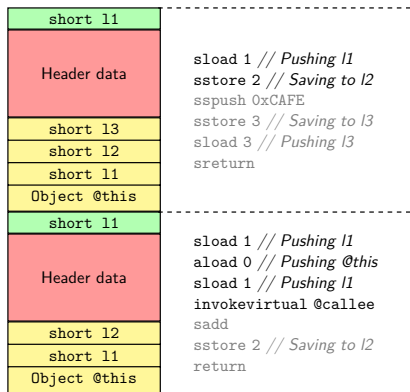 short l1
Header data
short l3
short l2
short l1
Object @this
sload 1 // Pushing l1
sstore 2 // Saving to l2
sspush 0xCAFE
sstore 3 // Saving to l3
sload 3 // Pushing l3
sreturn
short l1
Header data
short l2
short l1
Object @this
sload 1 // Pushing l1
aload 0 // Pushing @this
sload 1 // Pushing l1
invokevirtual @callee
sadd
sstore 2 // Saving to l2
return